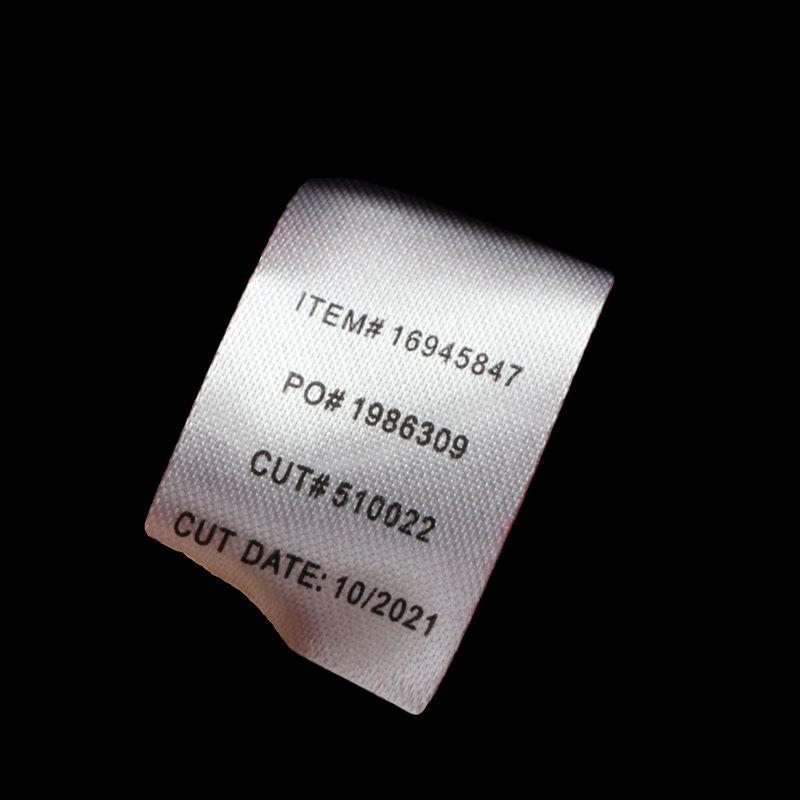 ITEM# 16945847
PO# 1986309
CUT# 510022
CUT DATE: 10/2021